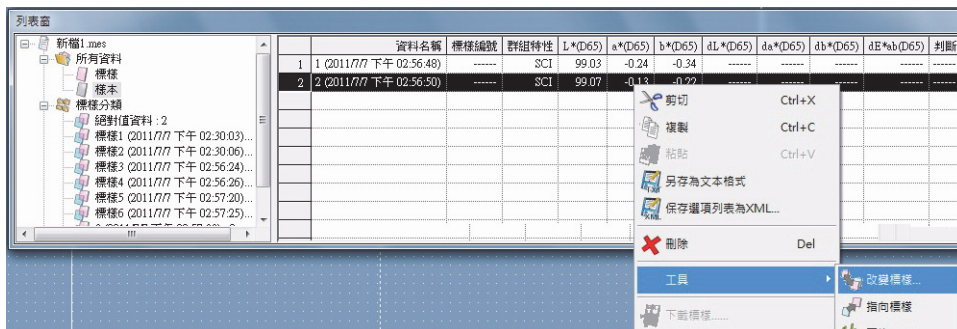 列表窗
新檔1.mes
所有資料
標樣
樣本
標樣分類
絕對值資料 : 2
標樣1 (2011/7/7 下午 02:30:03)...
標樣2 (2011/7/7 下午 02:30:06)...
標樣3 (2011/7/7 下午 02:56:24)...
標樣4 (2011/7/7 下午 02:56:26)...
標樣5 (2011/7/7 下午 02:57:20)...
標樣6 (2011/7/7 下午 02:57:25)...
資料名稱 標樣編號 群組特性 L*(D65) a*(D65) b*(D65) dL*(D65) da*(D65) db*(D65) dE*ab(D65) 判斷
1 1 (2011/7/7 下午 02:56:48) ------ SCI 99.03 -0.24 -0.34 ------ ------ ------ ------ ------
2 2 (2011/7/7 下午 02:56:50) ------ SCI 99.07 -0.13 -0.22 ------ ------ ------ ------ ------
剪切 Ctrl+X
複製 Ctrl+C
粘貼 Ctrl+V
另存為文本格式
保存選項列表為XML...
刪除 Del
工具
下載標樣......
改變標樣...
指向標樣